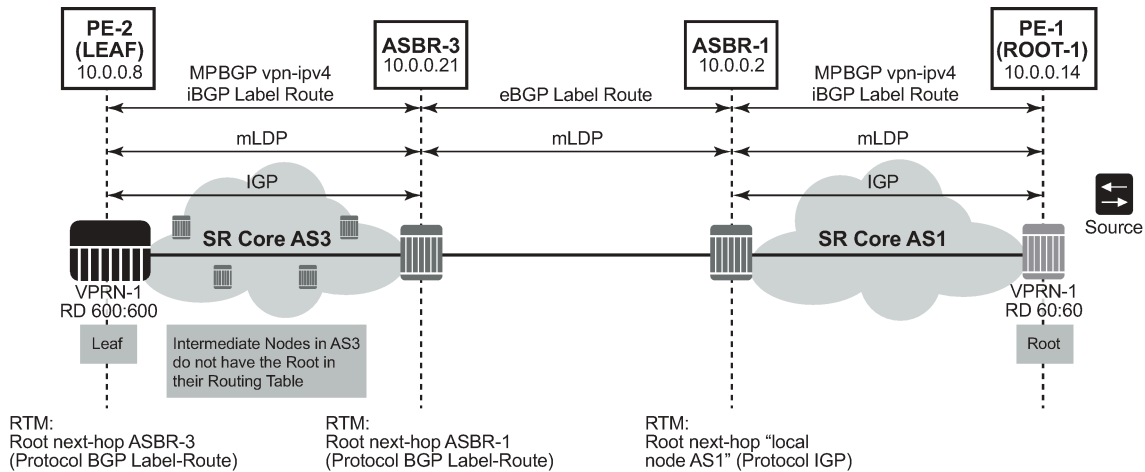 PE-2
(LEAF)
10.0.0.8
ASBR-3
10.0.0.21
ASBR-1
10.0.0.2
PE-1
(ROOT-1)
10.0.0.14
MPBGP vpn-ipv4
iBGP Label Route
eBGP Label Route
MPBGP vpn-ipv4
iBGP Label Route
mLDP
mLDP
mLDP
IGP
IGP
Source
SR Core AS3
SR Core AS1
VPRN-1
RD 600:600
VPRN-1
RD 60:60
Leaf
Intermediate Nodes in AS3
do not have the Root in
their Routing Table
Root
RTM:
Root next-hop ASBR-3
(Protocol BGP Label-Route)
RTM:
Root next-hop ASBR-1
(Protocol BGP Label-Route)
RTM:
Root next-hop “local
node AS1” (Protocol IGP)